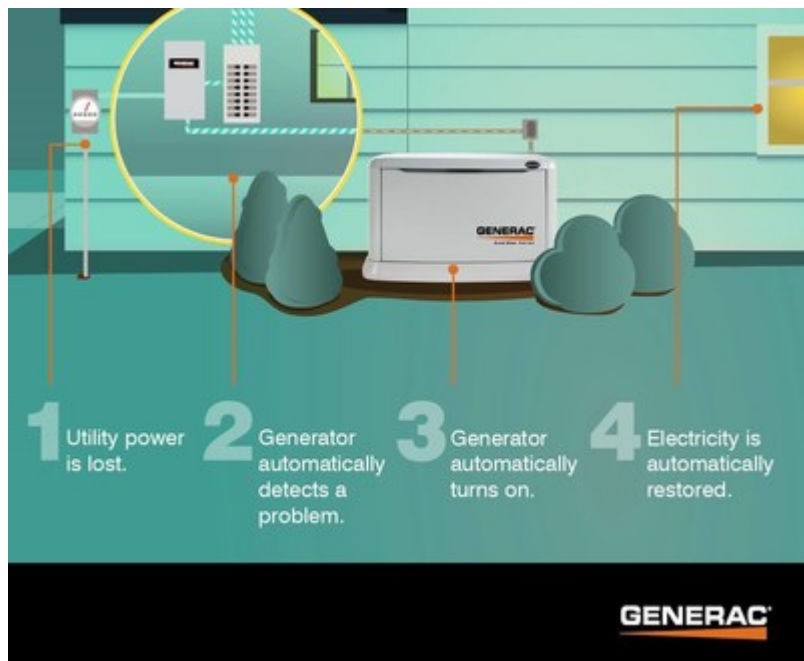 GENERAC
1 Utility power
is lost.
2 Generator
automatically
detects a
problem.
3 Generator
automatically
turns on.
4 Electricity is
automatically
restored.
GENERAC